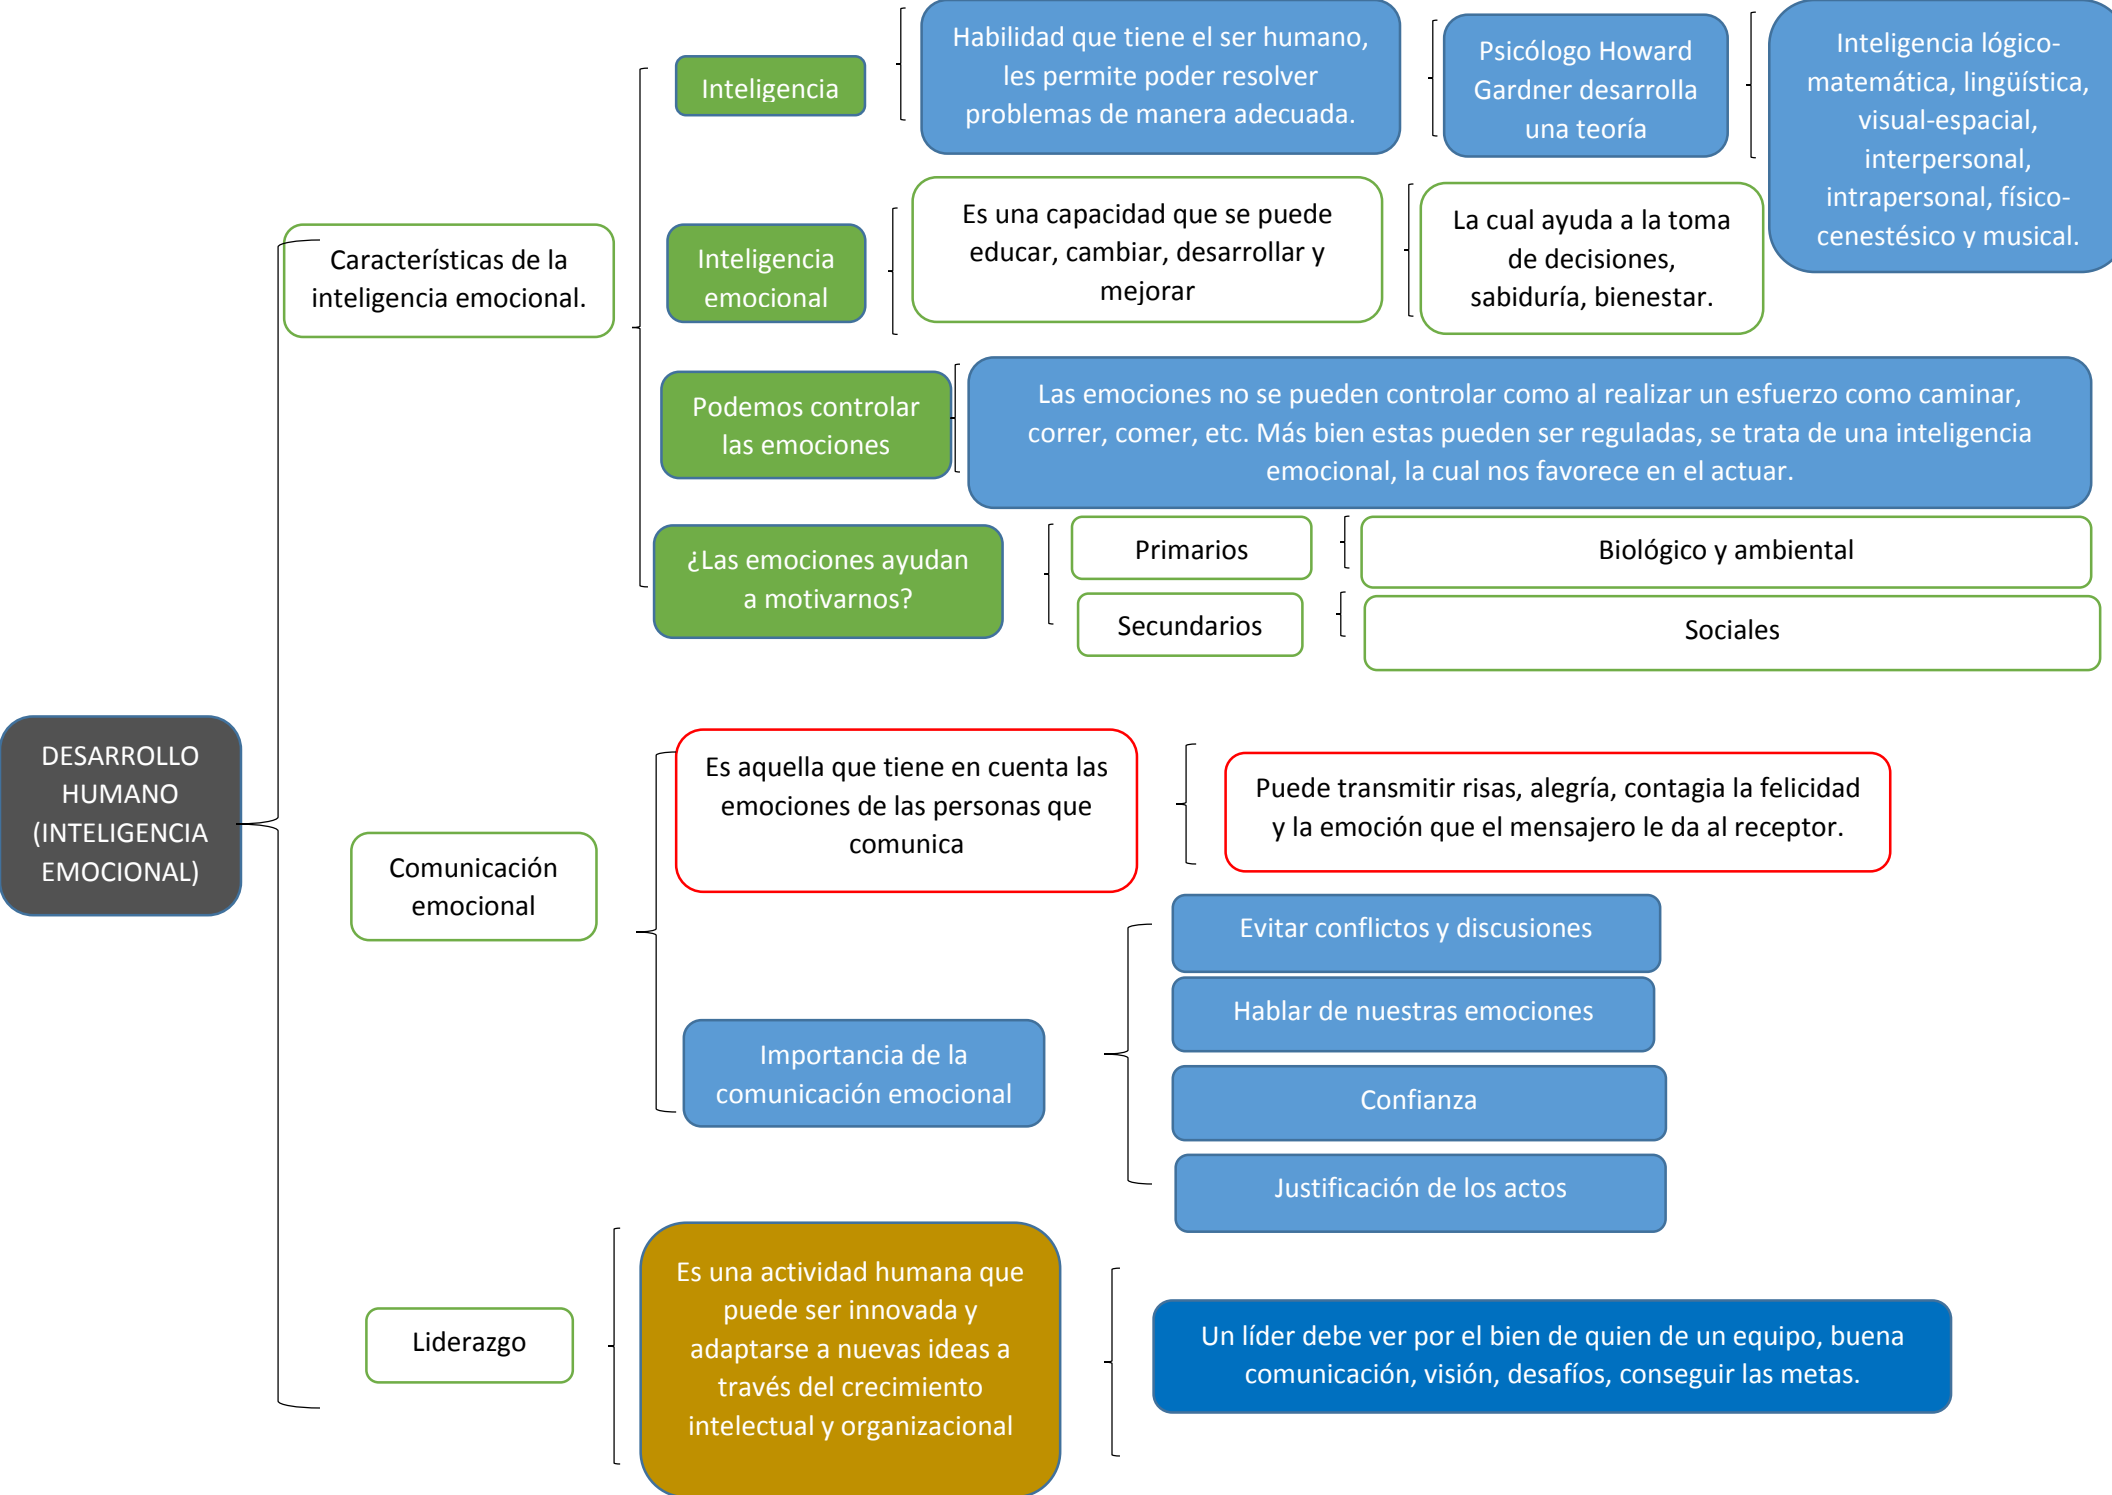 DESARROLLO
HUMANO
(INTELIGENCIA
EMOCIONAL)
Características de la
inteligencia emocional.
Inteligencia
Habilidad que tiene el ser humano,
les permite poder resolver
problemas de manera adecuada.
Psicólogo Howard
Gardner desarrolla
una teoría
Inteligencia lógico-
matemática, lingüística,
visual-espacial,
interpersonal,
intrapersonal, físico-
cenestésico y musical.
Inteligencia
emocional
Es una capacidad que se puede
educar, cambiar, desarrollar y
mejorar
La cual ayuda a la toma
de decisiones,
sabiduría, bienestar.
Podemos controlar
las emociones
Las emociones no se pueden controlar como al realizar un esfuerzo como caminar,
correr, comer, etc. Más bien estas pueden ser reguladas, se trata de una inteligencia
emocional, la cual nos favorece en el actuar.
¿Las emociones ayudan
a motivarnos?
Primarios
Biológico y ambiental
Secundarios
Sociales
Comunicación
emocional
Es aquella que tiene en cuenta las
emociones de las personas que
comunica
Puede transmitir risas, alegría, contagia la felicidad
y la emoción que el mensajero le da al receptor.
Importancia de la
comunicación emocional
Evitar conflictos y discusiones
Hablar de nuestras emociones
Confianza
Justificación de los actos
Liderazgo
Es una actividad humana que
puede ser innovada y
adaptarse a nuevas ideas a
través del crecimiento
intelectual y organizacional
Un líder debe ver por el bien de quien de un equipo, buena
comunicación, visión, desafíos, conseguir las metas.